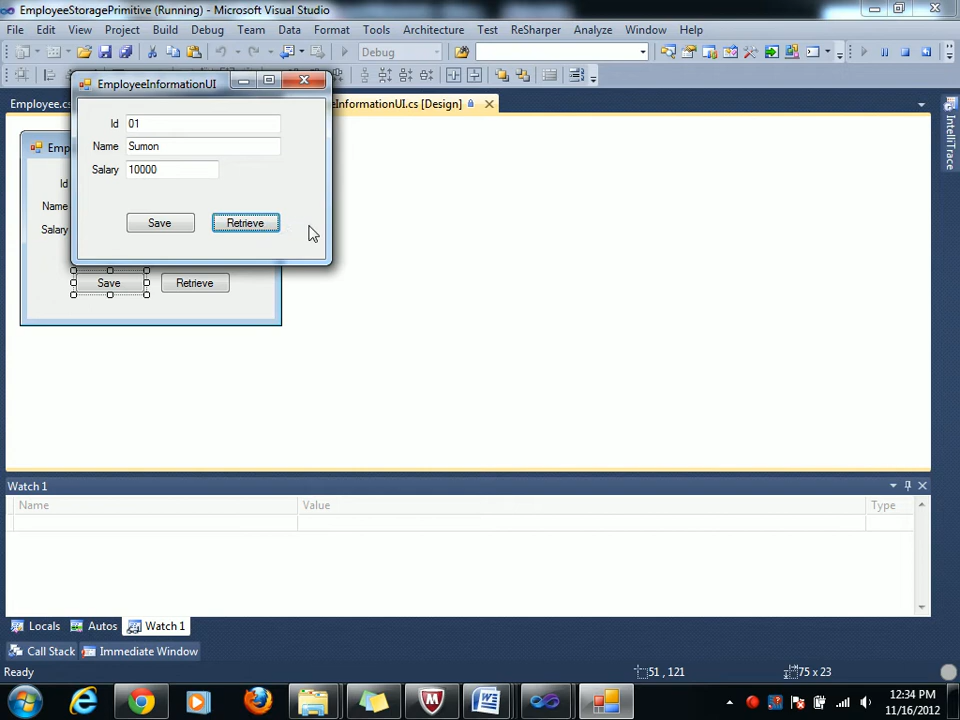 EmployeeStoragePrimitive (Running) - Microsoft Visual Studio
File Edit View Project Build Debug Team Data Format Tools Architecture Test ReSharper Analyze Window Help
Debug
EmployeeInformationUI
Employee.cs
eInformationUI.cs [Design]
Id 01
Name Sumon
Salary 10000
Save Retrieve
Emp
Id
Name
Salary
Save Retrieve
IntelliTrace
Watch 1
Name Value Type
Locals Autos Watch 1
Call Stack Immediate Window
Ready 51 , 121 75 x 23
12:34 PM
11/16/2012